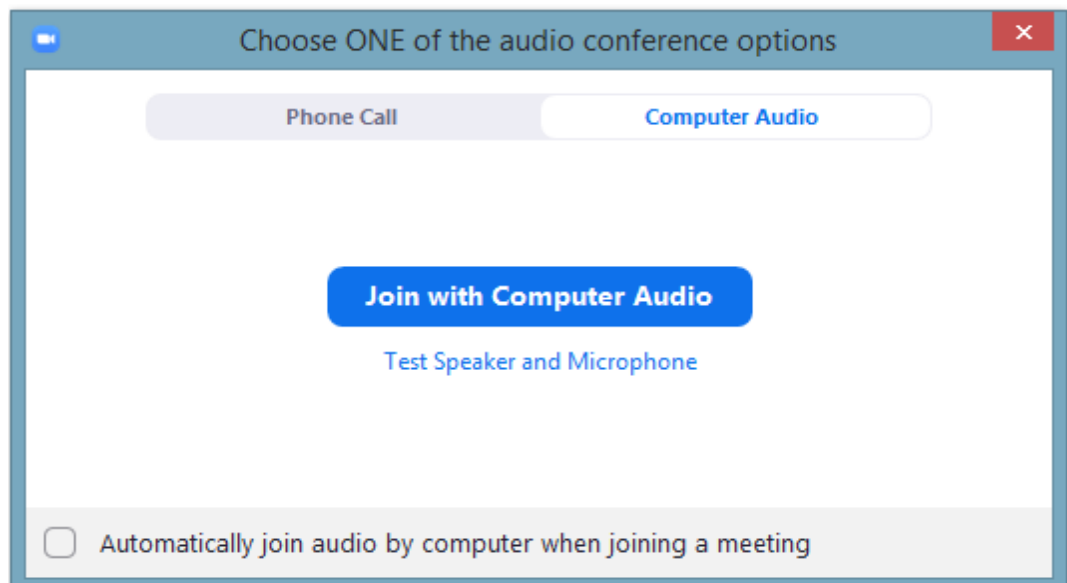 Choose ONE of the audio conference options
Phone Call
Computer Audio
Join with Computer Audio
Test Speaker and Microphone
Automatically join audio by computer when joining a meeting